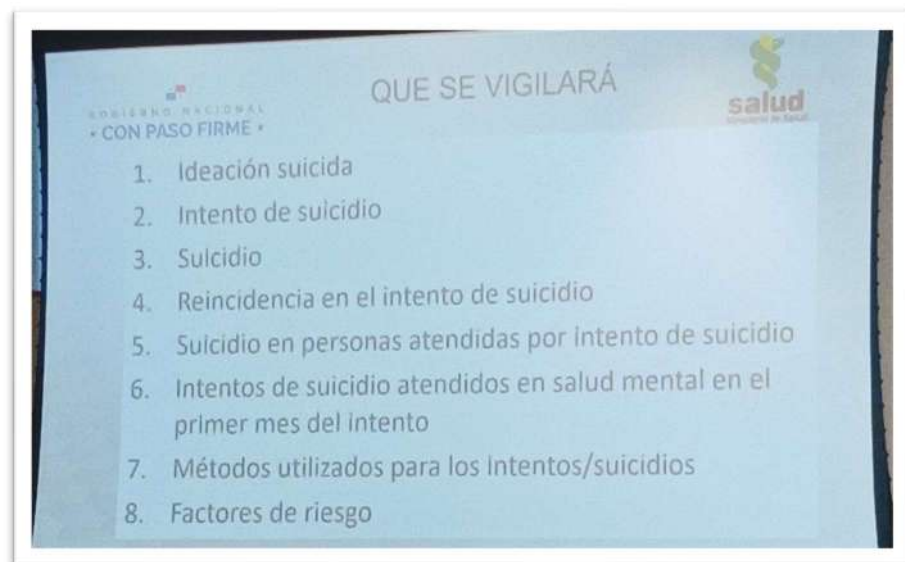 QUE SE VIGILARÁ
GOBIERNO NACIONAL
• CON PASO FIRME •
salud
Ministerio de Salud
1. Ideación suicida
2. Intento de suicidio
3. Suicidio
4. Reincidencia en el intento de suicidio
5. Suicidio en personas atendidas por intento de suicidio
6. Intentos de suicidio atendidos en salud mental en el
primer mes del intento
7. Métodos utilizados para los intentos/suicidios
8. Factores de riesgo